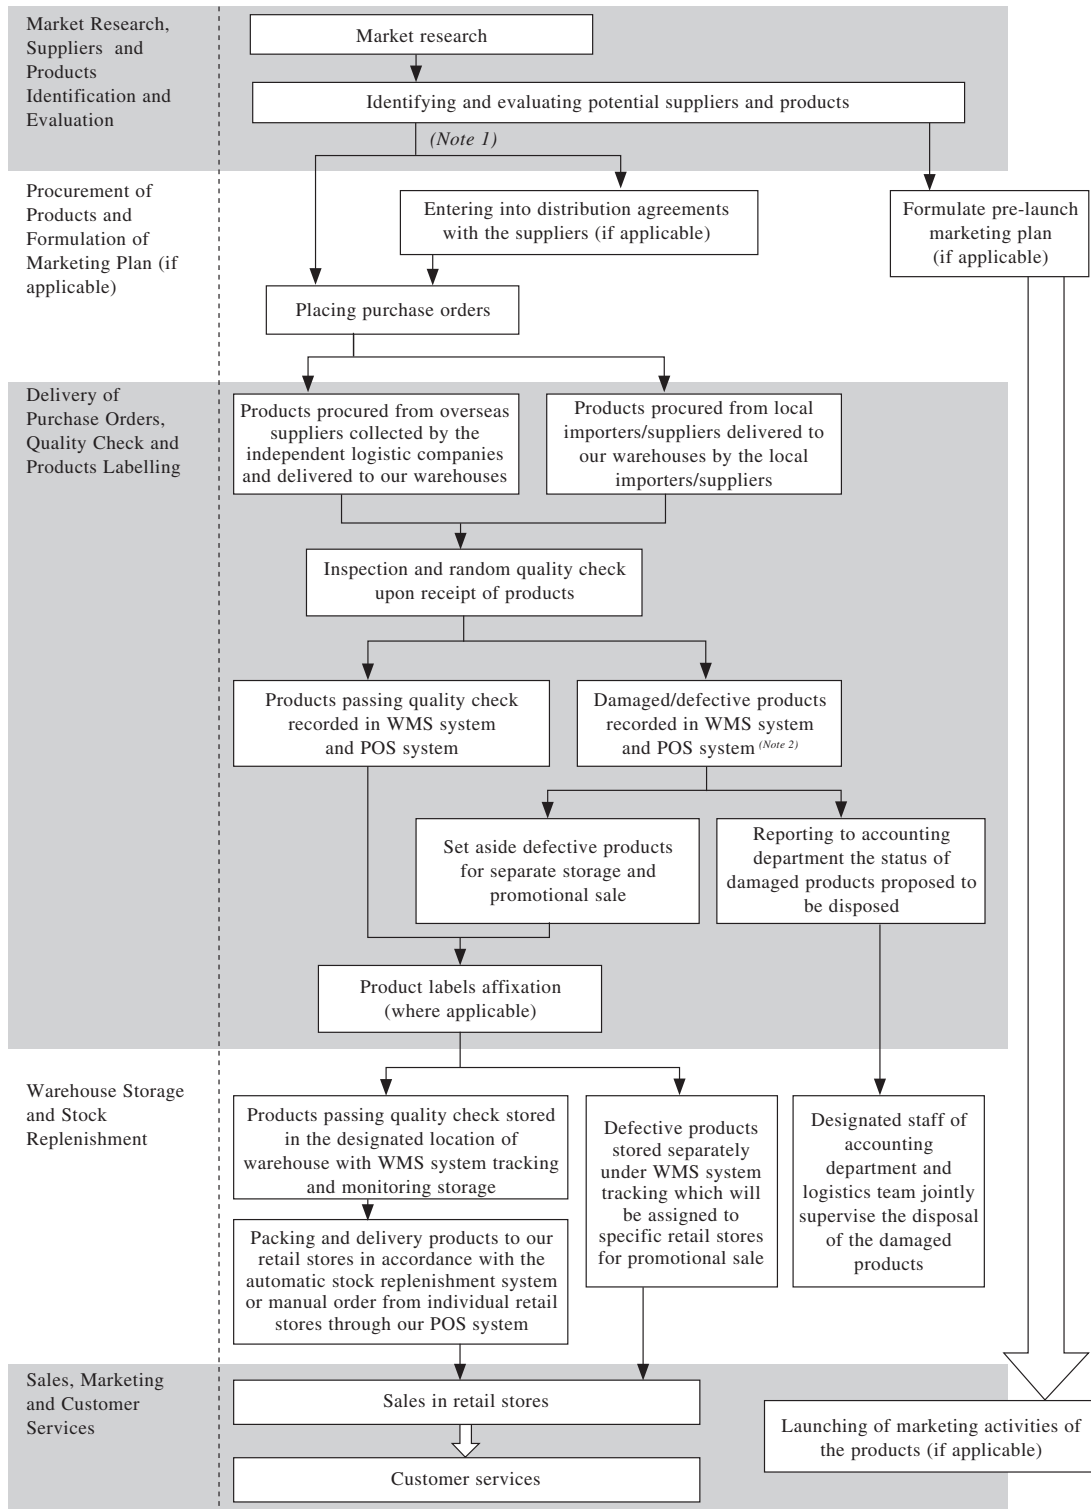 Market Research,
Suppliers and
Products
Identification and
Evaluation
Market research
Identifying and evaluating potential suppliers and products
(Note 1)
Procurement of
Products and
Formulation of
Marketing Plan (if
applicable)
Entering into distribution agreements
with the suppliers (if applicable)
Formulate pre-launch
marketing plan
(if applicable)
Placing purchase orders
Delivery of
Purchase Orders,
Quality Check and
Products Labelling
Products procured from overseas
suppliers collected by the
independent logistic companies
and delivered to our warehouses
Products procured from local
importers/suppliers delivered to
our warehouses by the local
importers/suppliers
Inspection and random quality check
upon receipt of products
Products passing quality check
recorded in WMS system
and POS system
Damaged/defective products
recorded in WMS system
and POS system (Note 2)
Set aside defective products
for separate storage and
promotional sale
Reporting to accounting
department the status of
damaged products proposed to
be disposed
Product labels affixation
(where applicable)
Warehouse Storage
and Stock
Replenishment
Products passing quality check stored
in the designated location of
warehouse with WMS system tracking
and monitoring storage
Defective products
stored separately
under WMS system
tracking which will
be assigned to
specific retail stores
for promotional sale
Designated staff of
accounting
department and
logistics team jointly
supervise the disposal
of the damaged
products
Packing and delivery products to our
retail stores in accordance with the
automatic stock replenishment system
or manual order from individual retail
stores through our POS system
Sales, Marketing
and Customer
Services
Sales in retail stores
Launching of marketing activities of
the products (if applicable)
Customer services